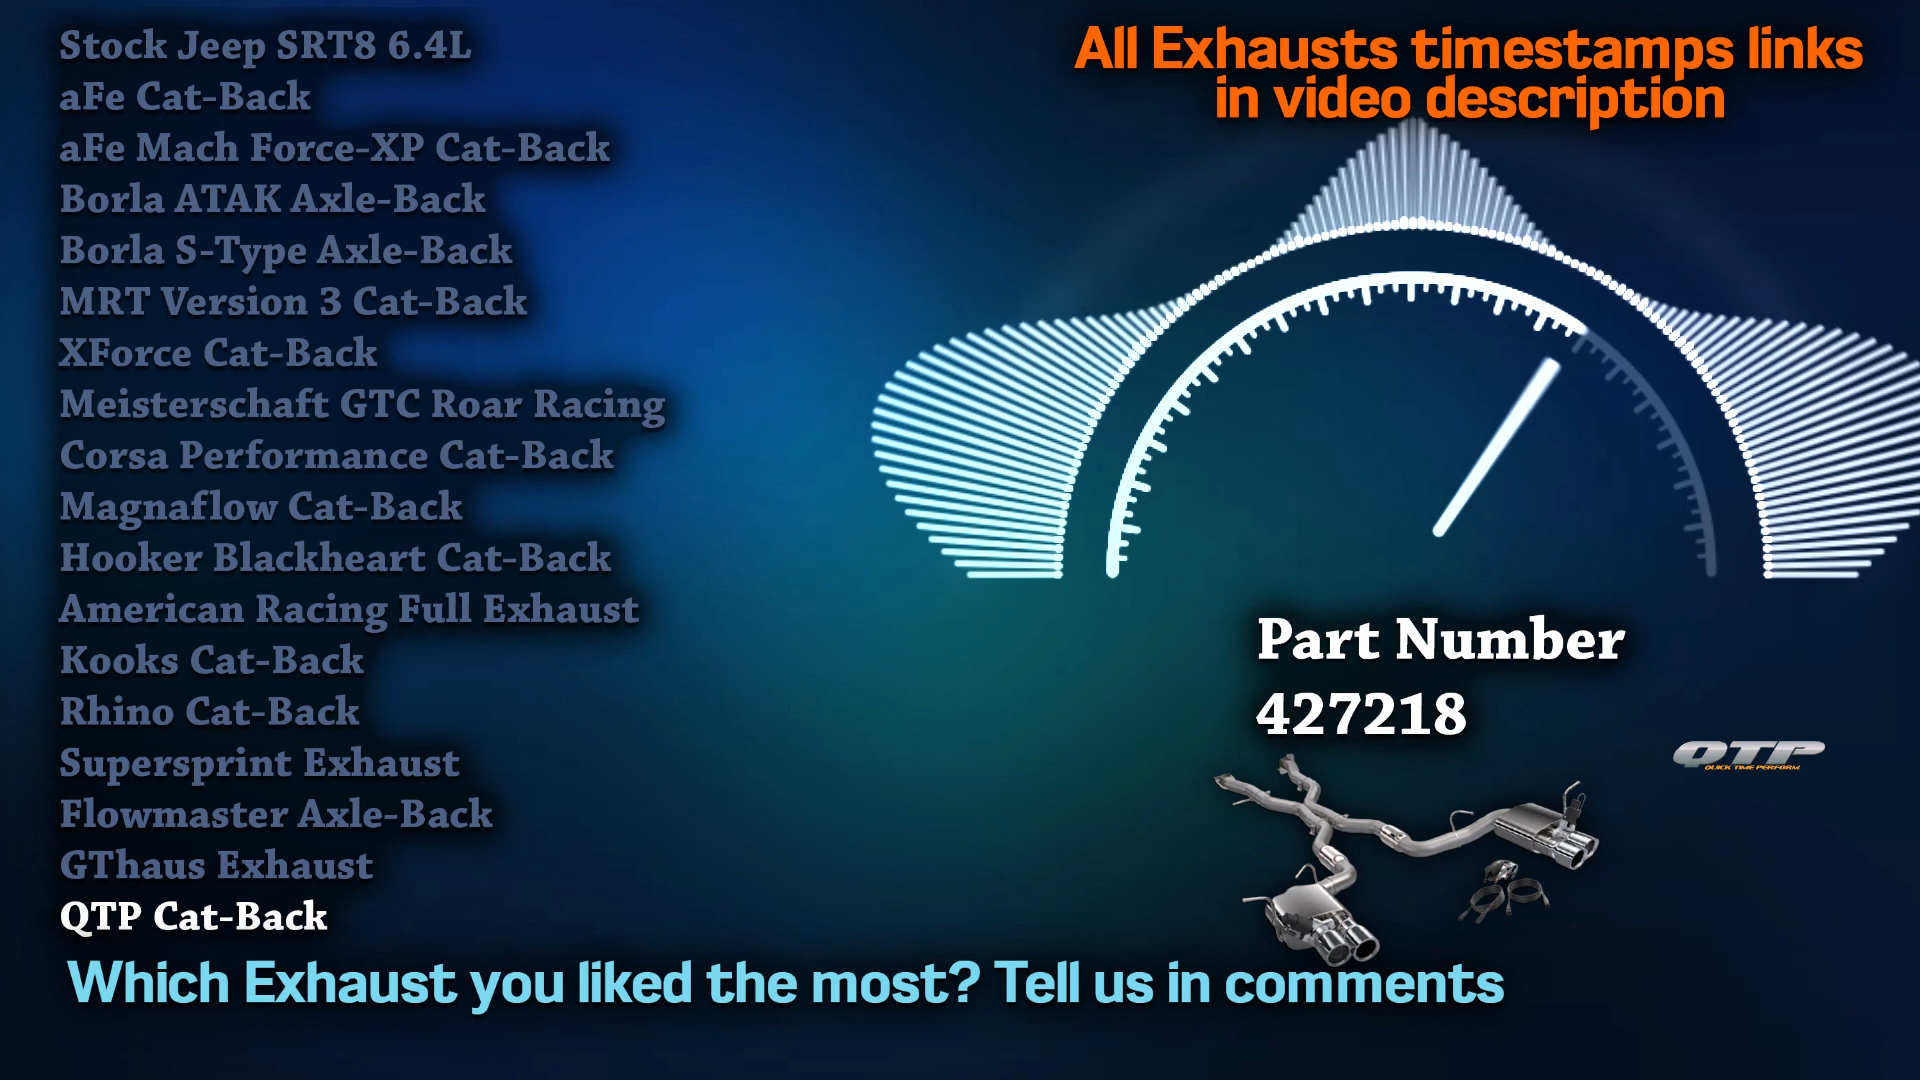 Stock Jeep SRT8 6.4L
aFe Cat-Back
aFe Mach Force-XP Cat-Back
Borla ATAK Axle-Back
Borla S-Type Axle-Back
MRT Version 3 Cat-Back
XForce Cat-Back
Meisterschaft GTC Roar Racing
Corsa Performance Cat-Back
Magnaflow Cat-Back
Hooker Blackheart Cat-Back
American Racing Full Exhaust
Kooks Cat-Back
Rhino Cat-Back
Supersprint Exhaust
Flowmaster Axle-Back
GThaus Exhaust
QTP Cat-Back
All Exhausts timestamps links
in video description
Part Number
427218
QTP
QUICK TIME PERFORM.
Which Exhaust you liked the most? Tell us in comments